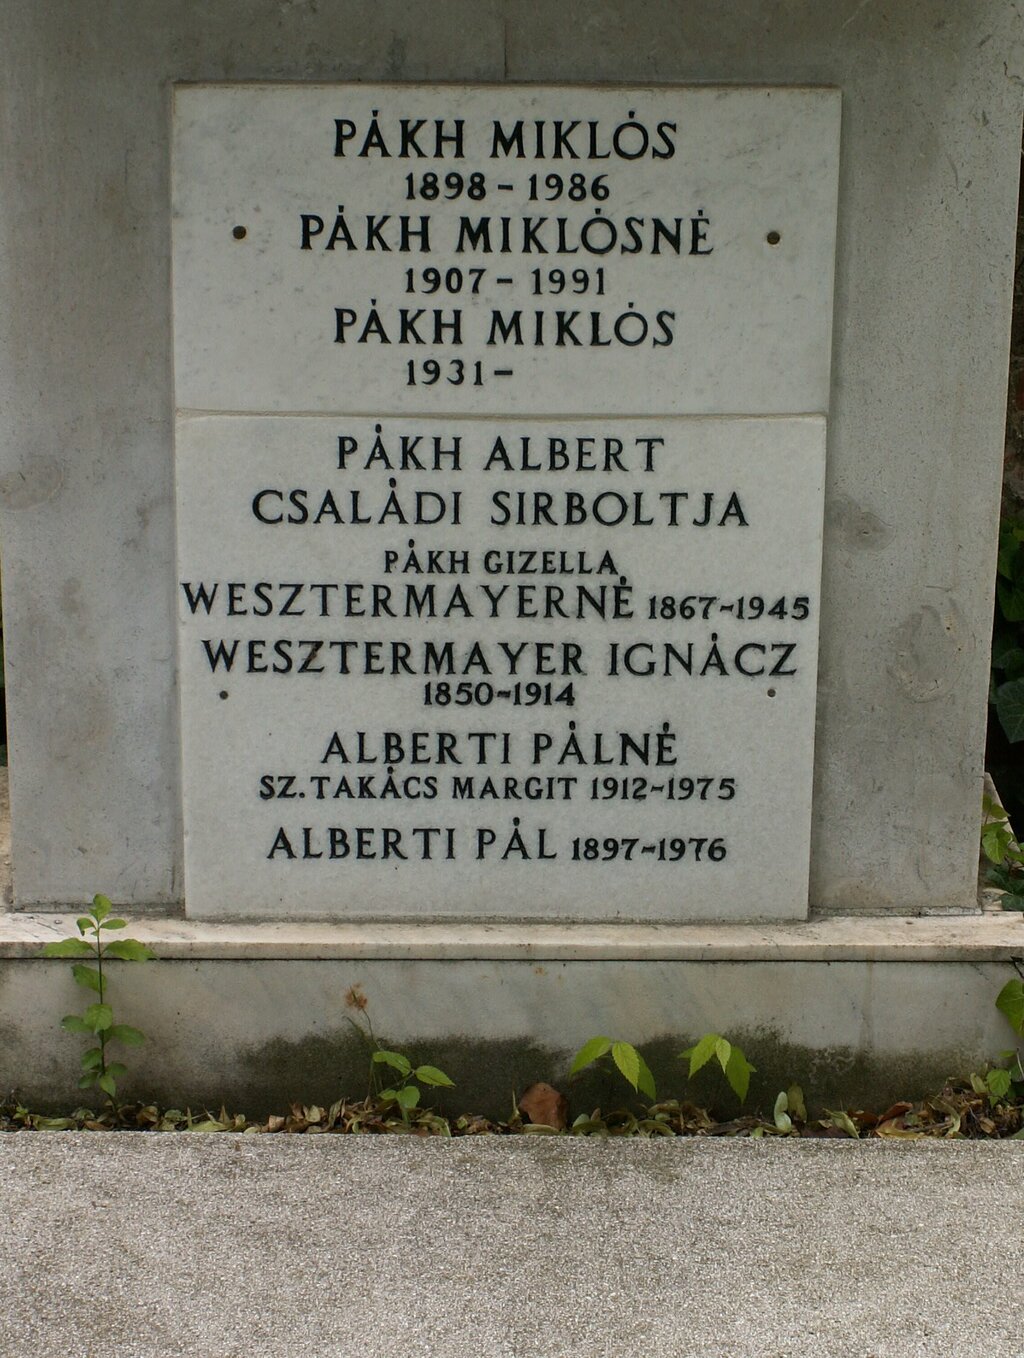 PÁKH MIKLÓS
1898-1986
PÁKH MIKLÓSNÉ
1907-1991
PÁKH MIKLÓS
1931-
PÁKH ALBERT
CSALÁDI SIRBOLTJA
PÁKH GIZELLA
WESZTERMAYERNÉ 1867-1945
WESZTERMAYER IGNÁCZ
1850-1914
ALBERTI PÁLNÉ
SZ. TAKÁCS MARGIT 1912-1975
ALBERTI PÁL 1897-1976